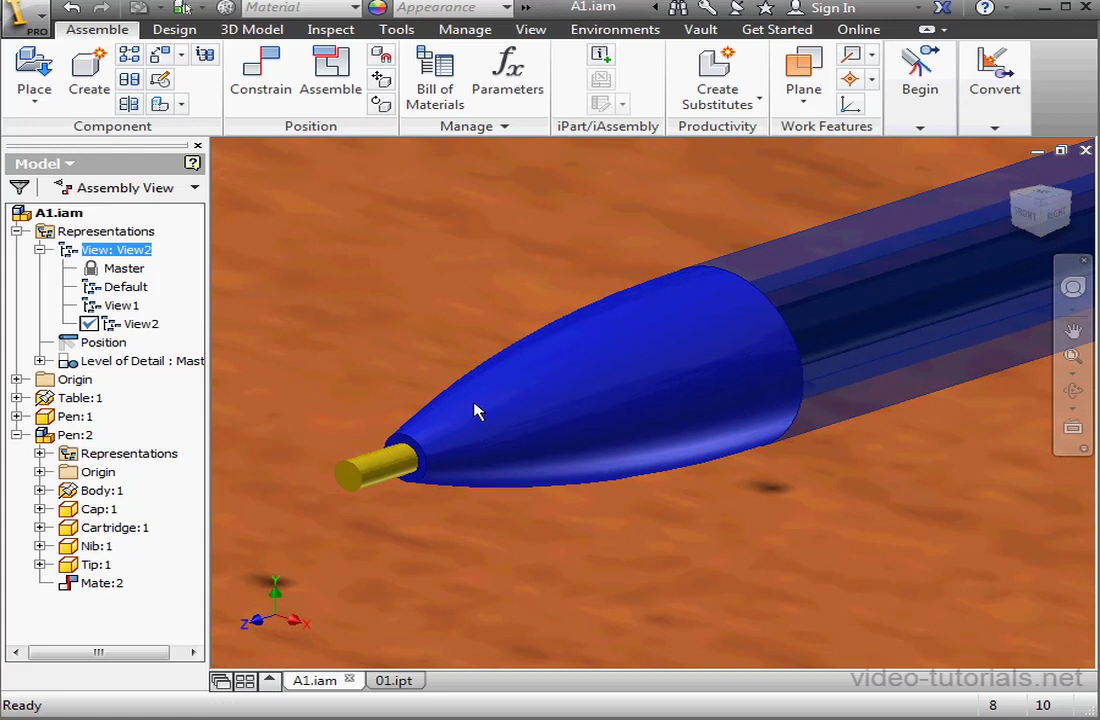 Material
Appearance
A1.iam
Sign In
PRO
Assemble
Design
3D Model
Inspect
Tools
Manage
View
Environments
Vault
Get Started
Online
Place
Create
Component
Constrain
Assemble
Position
Bill of
Materials
fx
Parameters
Manage
iPart/iAssembly
Create
Substitutes
Productivity
Plane
Work Features
Begin
Convert
Model
Assembly View
A1.iam
Representations
View: View2
Master
Default
View1
View2
Position
Level of Detail : Mast
Origin
Table:1
Pen:1
Pen:2
Representations
Origin
Body:1
Cap:1
Cartridge:1
Nib:1
Tip:1
Mate:2
FRONT
RIGHT
Y
Z
X
A1.iam
01.ipt
video-tutorials.net
Ready
8
10